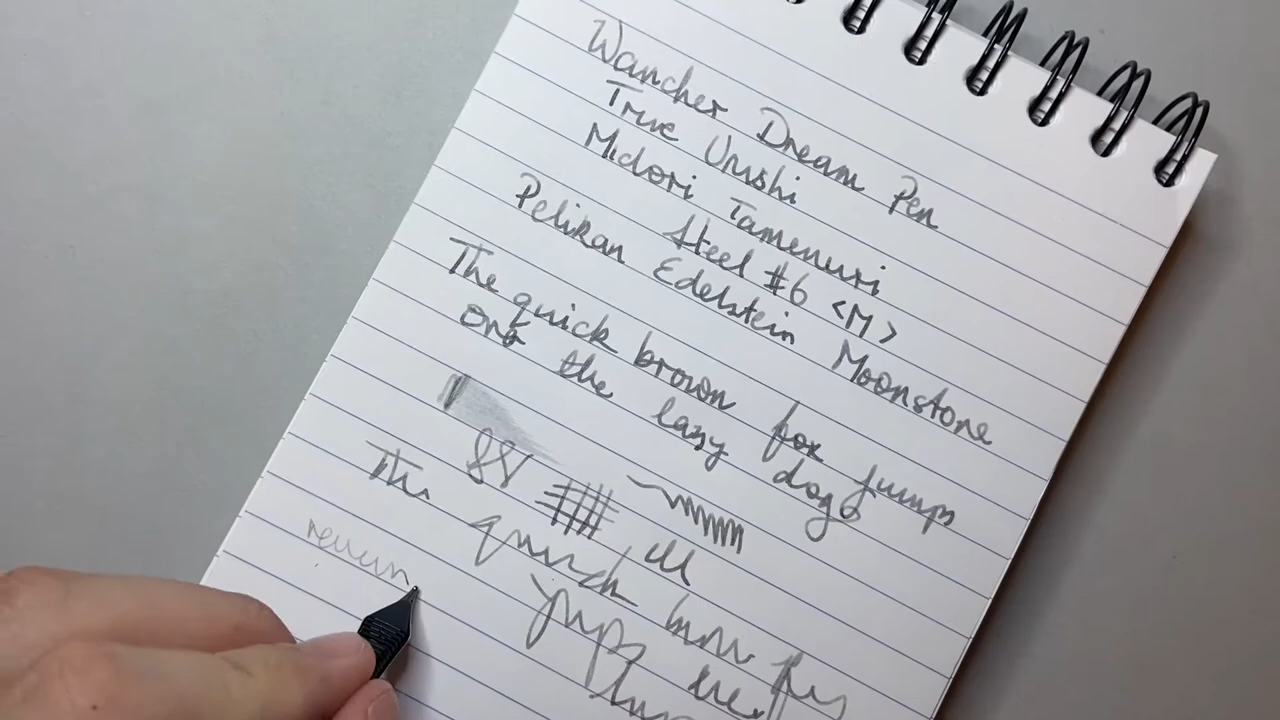 Wancher Dream Pen
True Urushi
Midori Tamenuri
Steel #6 <M>
Pelikan Edelstein Moonstone
The quick brown fox jumps
over the lazy dog
The quick brown